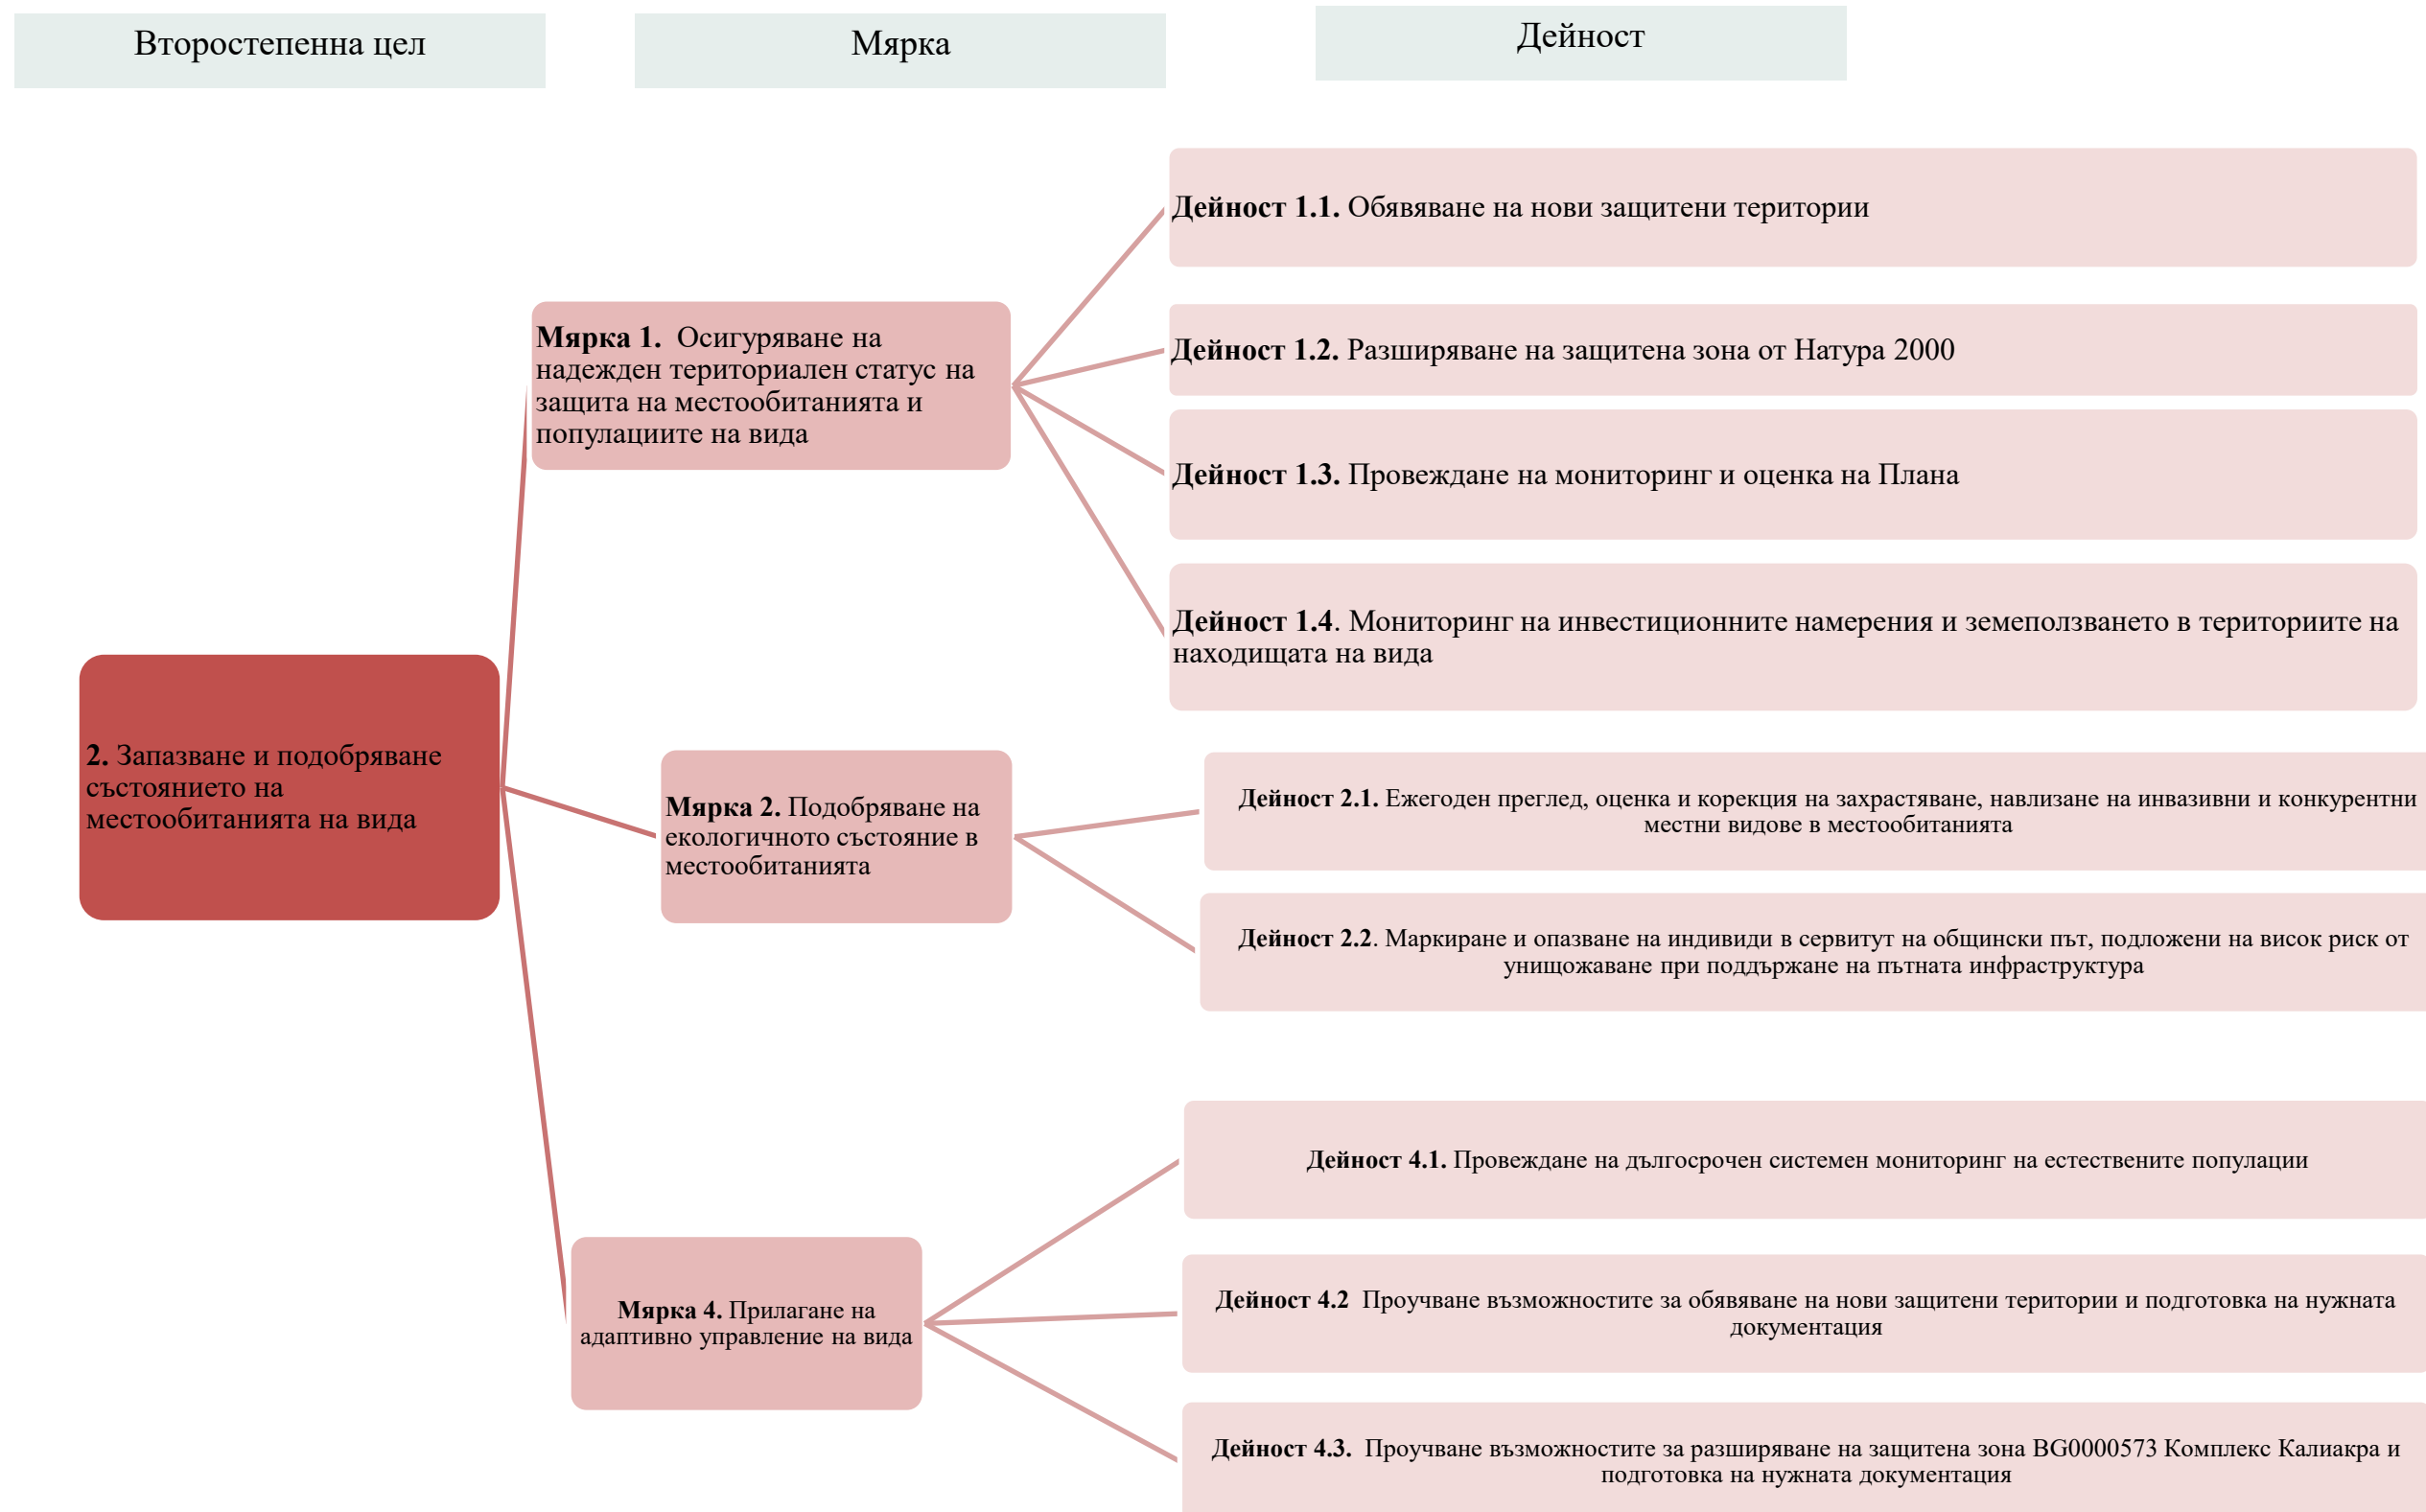 Второстепенна цел
Мярка
Дейност
2. Запазване и подобряване
състоянието на
местообитанията на вида
Мярка 1.  Осигуряване на
надежден териториален статус на
защита на местообитанията и
популациите на вида
Дейност 1.1. Обявяване на нови защитени територии
Дейност 1.2. Разширяване на защитена зона от Натура 2000
Дейност 1.3. Провеждане на мониторинг и оценка на Плана
Дейност 1.4. Мониторинг на инвестиционните намерения и земеползването в териториите на
находищата на вида
Мярка 2. Подобряване на
екологичното състояние в
местообитанията
Дейност 2.1. Ежегоден преглед, оценка и корекция на захрастяване, навлизане на инвазивни и конкурентни
местни видове в местообитанията
Дейност 2.2. Маркиране и опазване на индивиди в сервитут на общински път, подложени на висок риск от
унищожаване при поддържане на пътната инфраструктура
Мярка 4. Прилагане на
адаптивно управление на вида
Дейност 4.1. Провеждане на дългосрочен системен мониторинг на естествените популации
Дейност 4.2  Проучване възможностите за обявяване на нови защитени територии и подготовка на нужната
документация
Дейност 4.3.  Проучване възможностите за разширяване на защитена зона BG0000573 Комплекс Калиакра и
подготовка на нужната документация